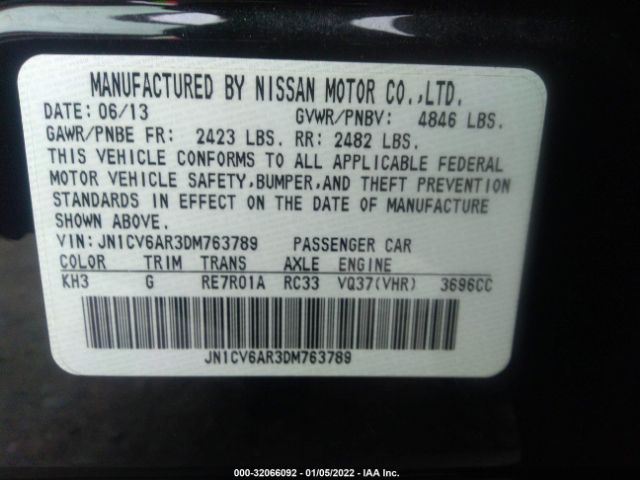 MANUFACTURED BY NISSAN MOTOR CO.,LTD.
DATE: 06/13 GVWR/PNBV: 4846 LBS.
GAWR/PNBE FR: 2423 LBS. RR: 2482 LBS.
THIS VEHICLE CONFORMS TO ALL APPLICABLE FEDERAL
MOTOR VEHICLE SAFETY,BUMPER,AND THEFT PREVENTION
STANDARDS IN EFFECT ON THE DATE OF MANUFACTURE
SHOWN ABOVE.
VIN: JN1CV6AR3DM763789 PASSENGER CAR
COLOR TRIM TRANS AXLE ENGINE
KH3 G RE7R01A RC33 VQ37(VHR) 3696CC
JN1CV6AR3DM763789
000-32066092 - 01/05/2022 - IAA Inc.